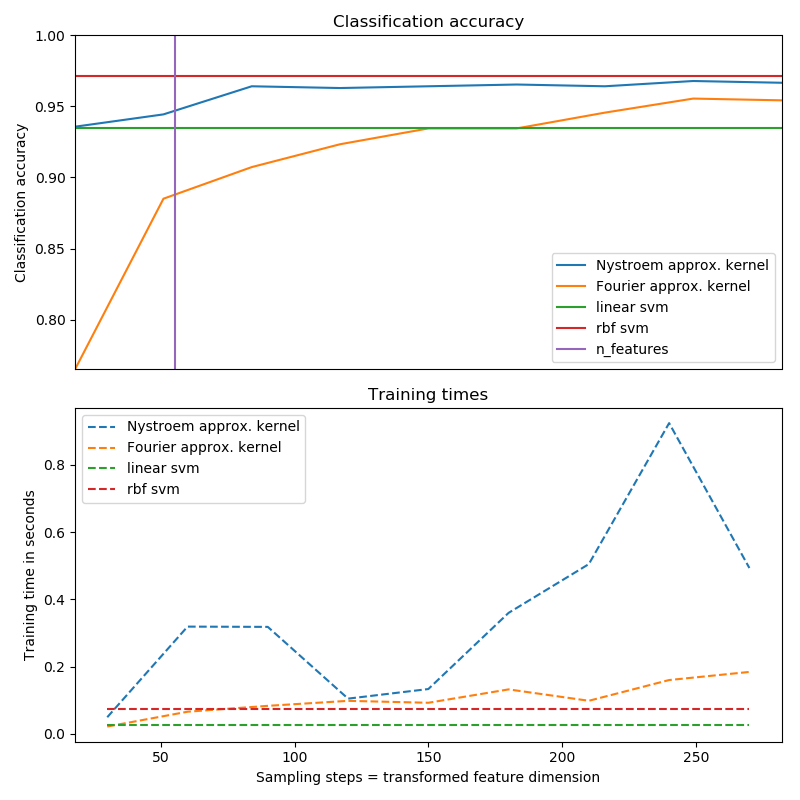 Classification accuracy
1.00
0.95
0.90
0.85
0.80
Classification accuracy
Nystroem approx. kernel
Fourier approx. kernel
linear svm
rbf svm
n_features
Training times
Nystroem approx. kernel
Fourier approx. kernel
linear svm
rbf svm
0.8
0.6
0.4
0.2
0.0
Training time in seconds
50
100
150
200
250
Sampling steps = transformed feature dimension